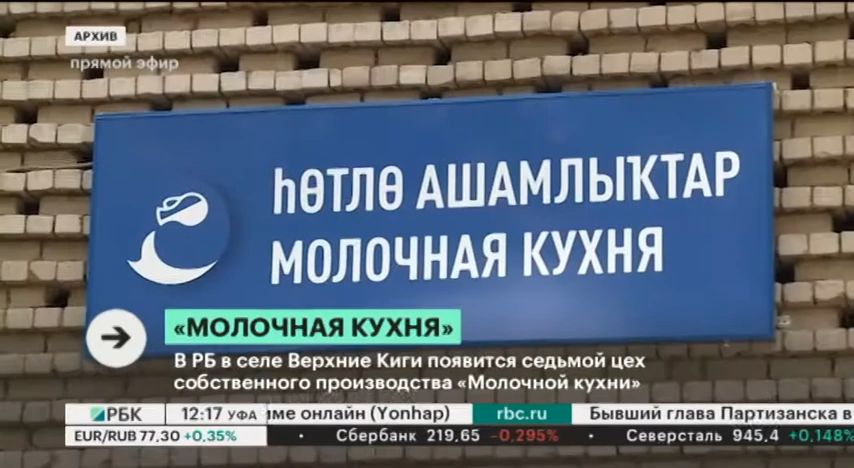 АРХИВ
прямой эфир
ҺӨТЛӨ АШАМЛЫҠТАР
МОЛОЧНАЯ КУХНЯ
«МОЛОЧНАЯ КУХНЯ»
В РБ в селе Верхние Киги появится седьмой цех
собственного производства «Молочной кухни»
РБК 12:17 УФА име онлайн (Yonhap) rbc.ru Бывший глава Партизанска в
EUR/RUB 77,30 +0,35% • Сбербанк 219,65 -0,295% • Северсталь 945,4 +0,148%